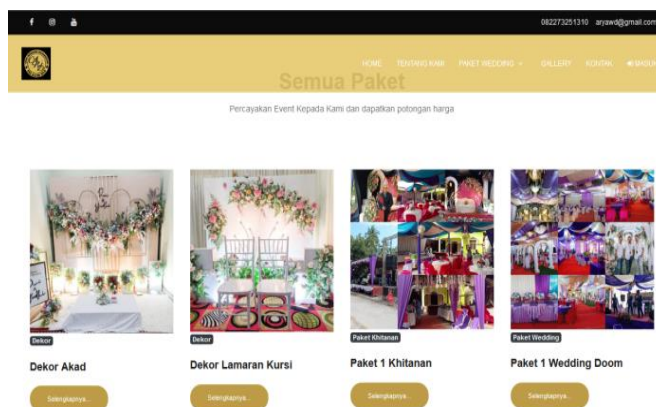 082273251310 aryawd@gmail.com
HOME TENTANG KAMI PAKET WEDDING GALLERY KONTAK MASUK
Semua Paket
Percayakan Event Kepada Kami dan dapatkan potongan harga
Dekor
Dekor
Paket Khitanan
Paket Wedding
Dekor Akad
Dekor Lamaran Kursi
Paket 1 Khitanan
Paket 1 Wedding Doom
Selengkapnya...
Selengkapnya...
Selengkapnya...
Selengkapnya...